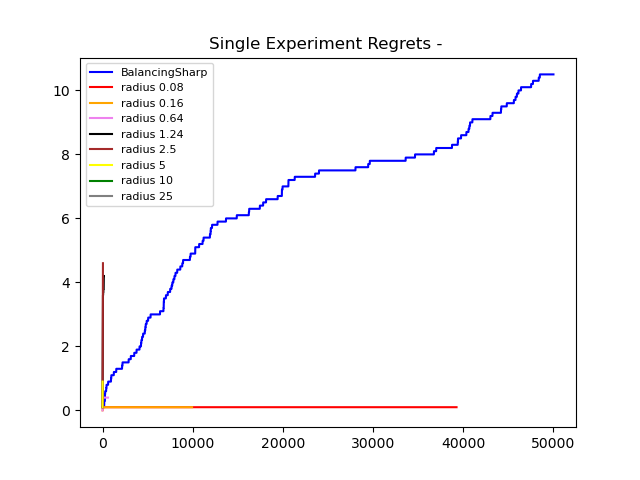 Single Experiment Regrets -
BalancingSharp
radius 0.08
radius 0.16
radius 0.64
radius 1.24
radius 2.5
radius 5
radius 10
radius 25
10
8
6
4
2
0
0 10000 20000 30000 40000 50000